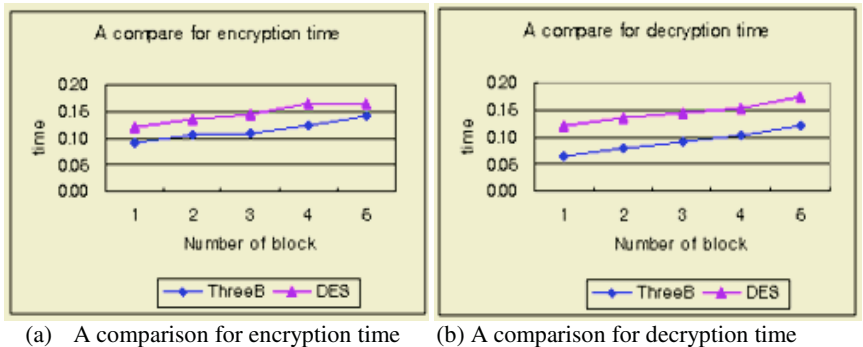 A compare for encryption time
0.20
0.15
0.10
0.05
0.00
time
1 2 3 4 5
Number of block
ThreeB DES
A compare for decryption time
0.20
0.15
0.10
0.05
0.00
time
1 2 3 4 5
Number of block
ThreeB DES
(a) A comparison for encryption time
(b) A comparison for decryption time